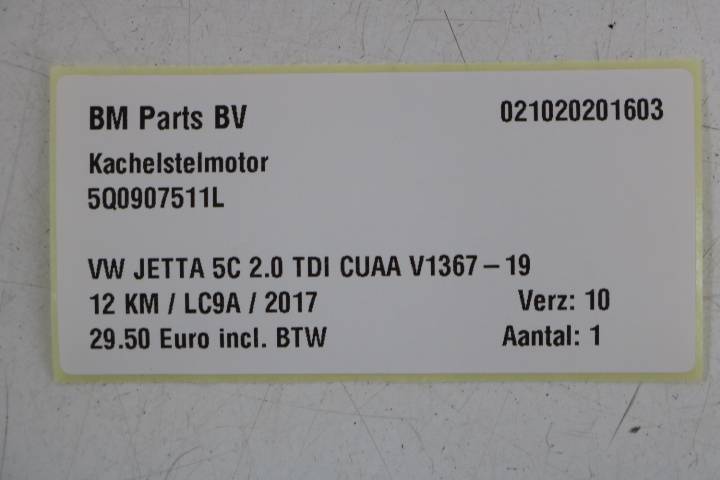 BM Parts BV 021020201603
Kachelstelmotor
5Q0907511L
VW JETTA 5C 2.0 TDI CUAA V1367-19
12 KM / LC9A / 2017 Verz: 10
29.50 Euro incl. BTW Aantal: 1